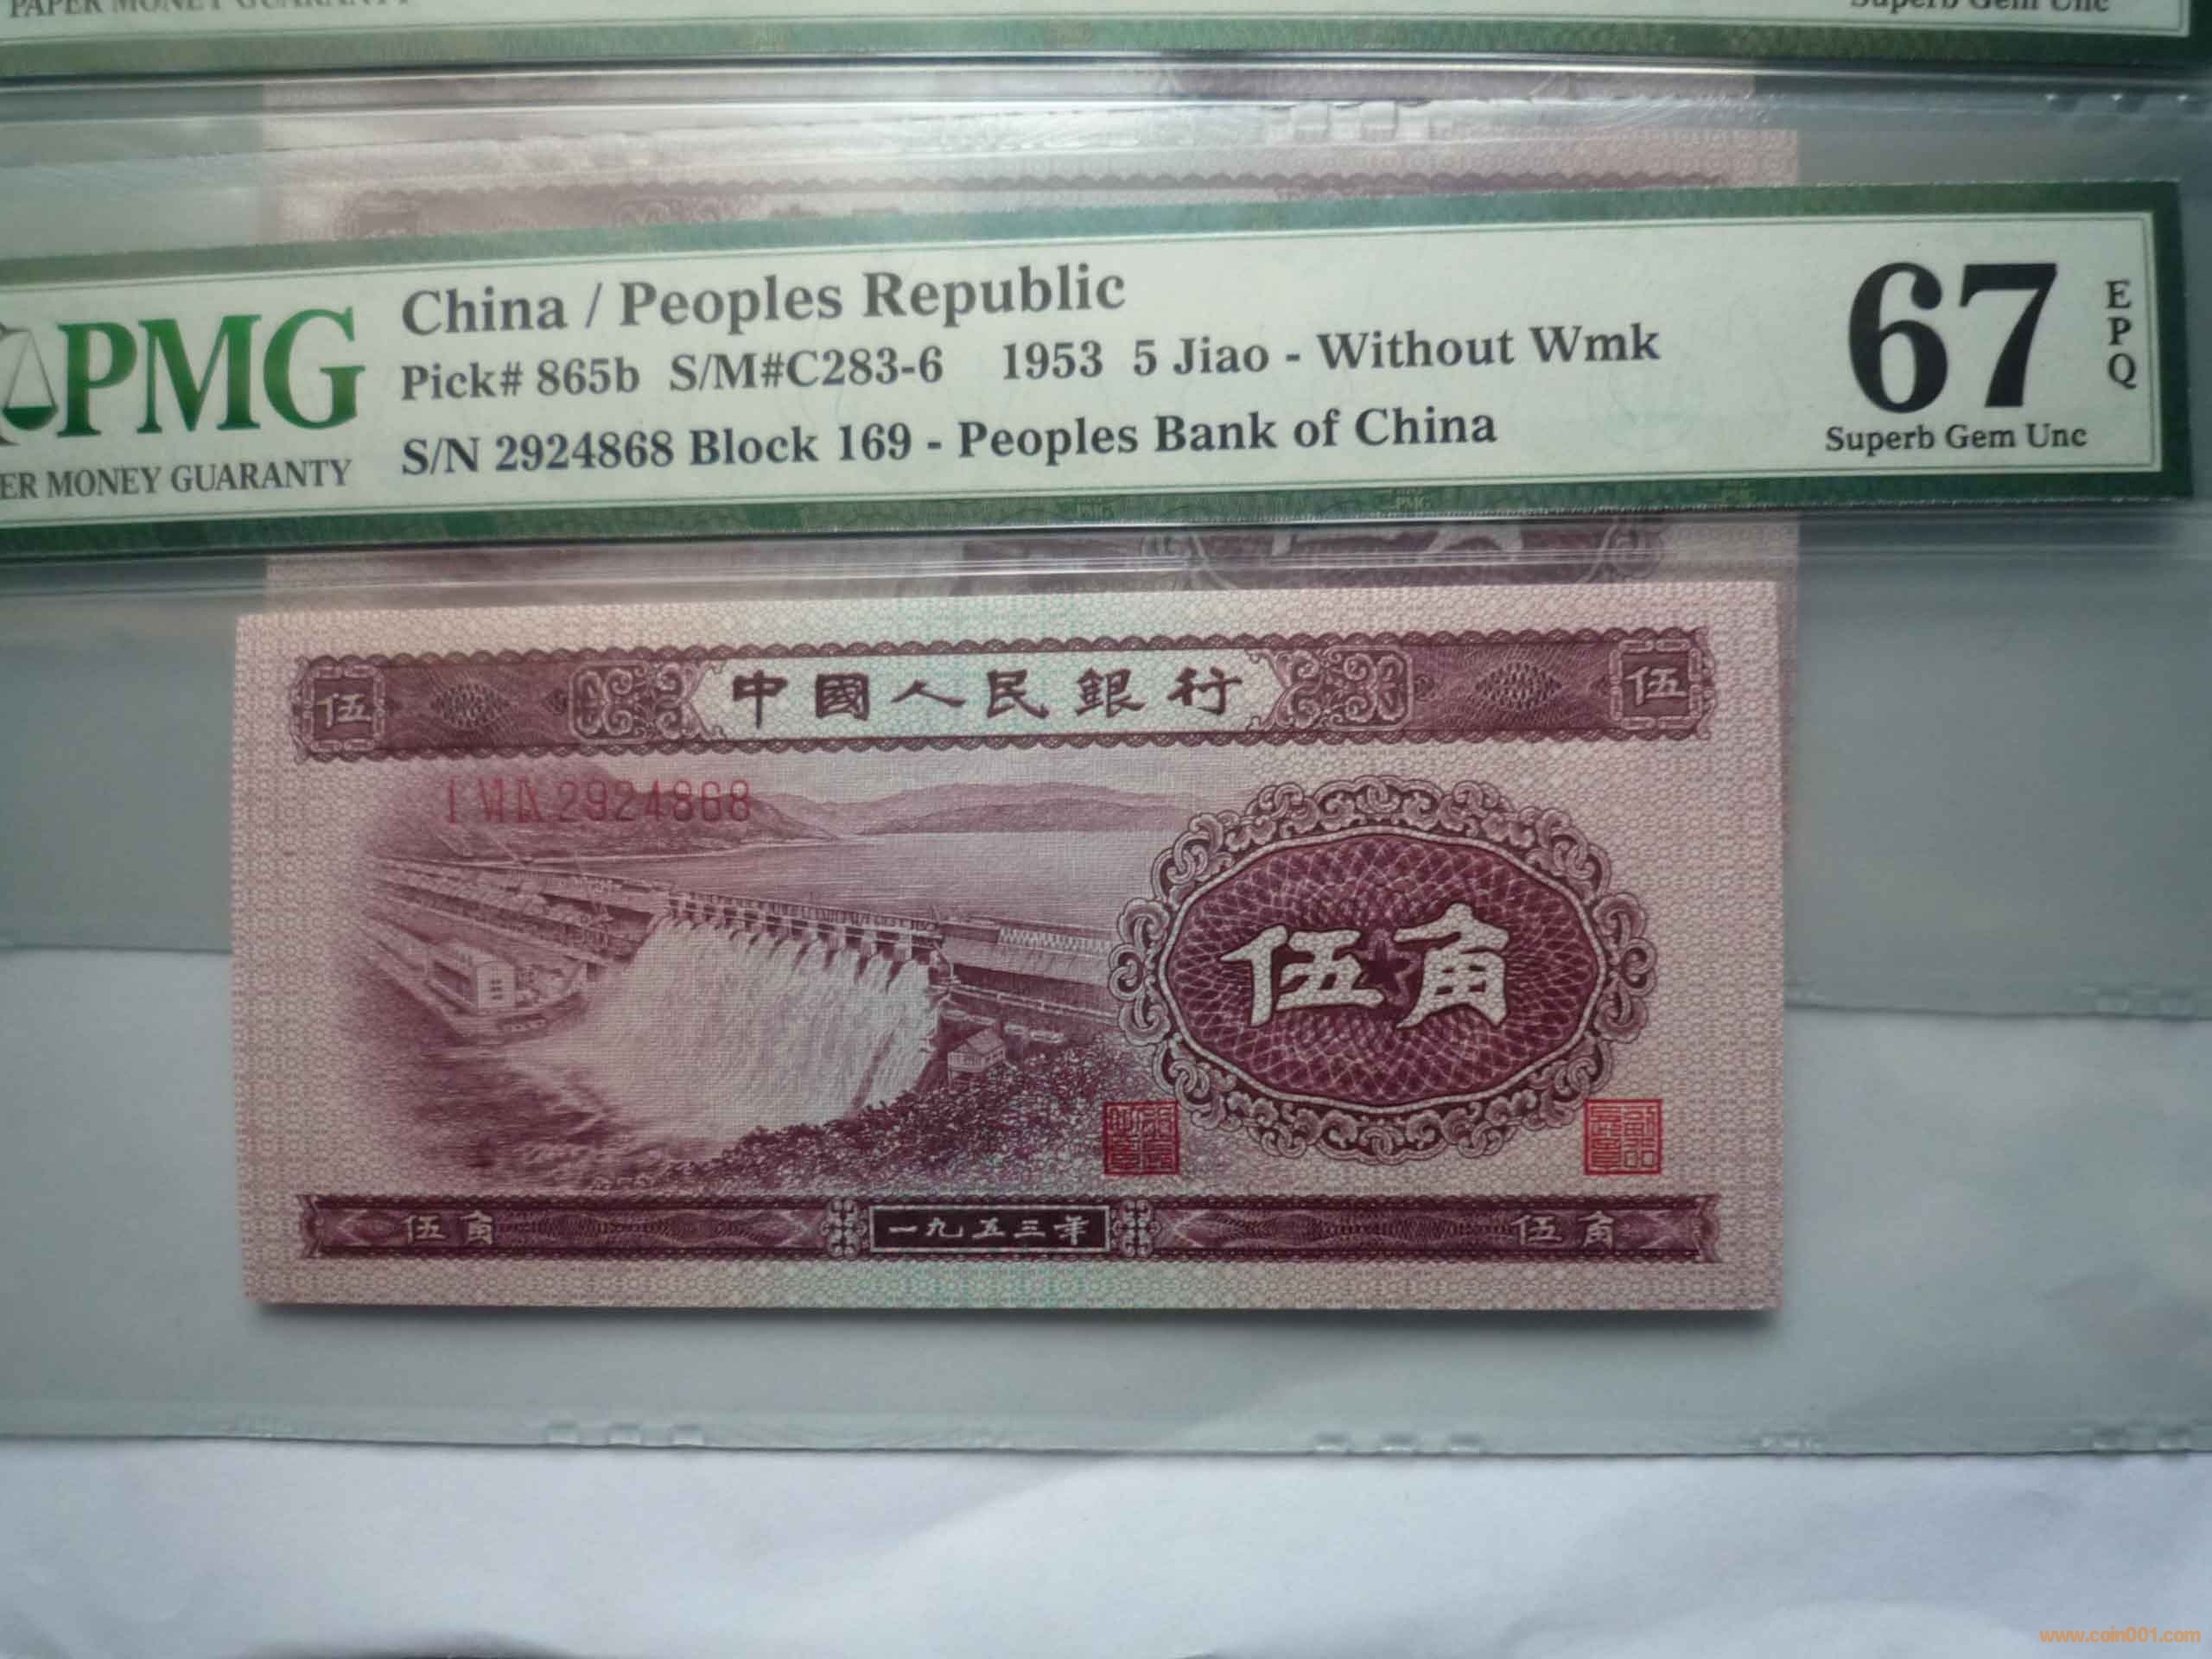 PAPER MONEY GUARANTY
Superb Gem Unc
PMG
ER MONEY GUARANTY
China / Peoples Republic
Pick# 865b S/M#C283-6 1953 5 Jiao - Without Wmk
S/N 2924868 Block 169 - Peoples Bank of China
67
EPQ
Superb Gem Unc
伍 中國人民銀行 伍
I VI IX 2924868
伍角
伍角 一九五三年 伍角
www.coin001.com